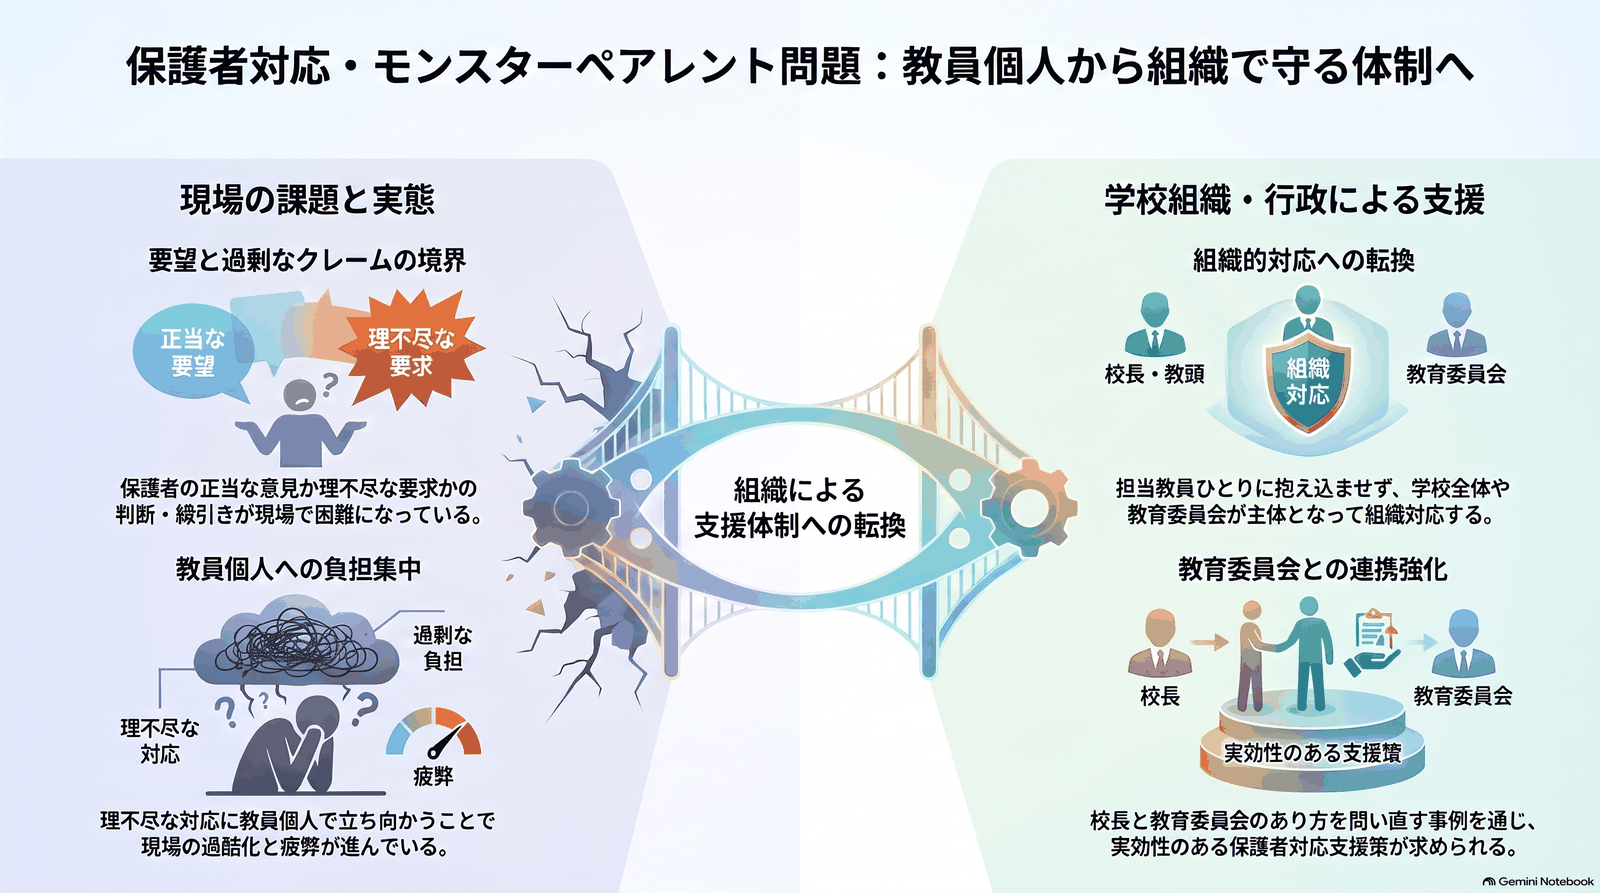 保護者対応・モンスターペアレント問題：教員個人から組織で守る体制へ
現場の課題と実態
要望と過剰なクレームの境界
正当な
要望
理不尽な
要求
?
保護者の正当な意見か理不尽な要求かの
判断・線引きが現場で困難になっている。
教員個人への負担集中
過剰な
負担
理不尽な
対応
? ? ?
疲弊
理不尽な対応に教員個人で立ち向かうことで
現場の過酷化と疲弊が進んでいる。
組織による
支援体制への転換
学校組織・行政による支援
組織的対応への転換
校長・教頭
組織
対応
教育委員会
担当教員ひとりに抱え込ませず、学校全体や
教育委員会が主体となって組織対応する。
教育委員会との連携強化
校長
教育委員会
実効性のある支援
校長と教育委員会のあり方を問い直す事例を通じ、
実効性のある保護者対応支援策が求められる。
Gemini Notebook